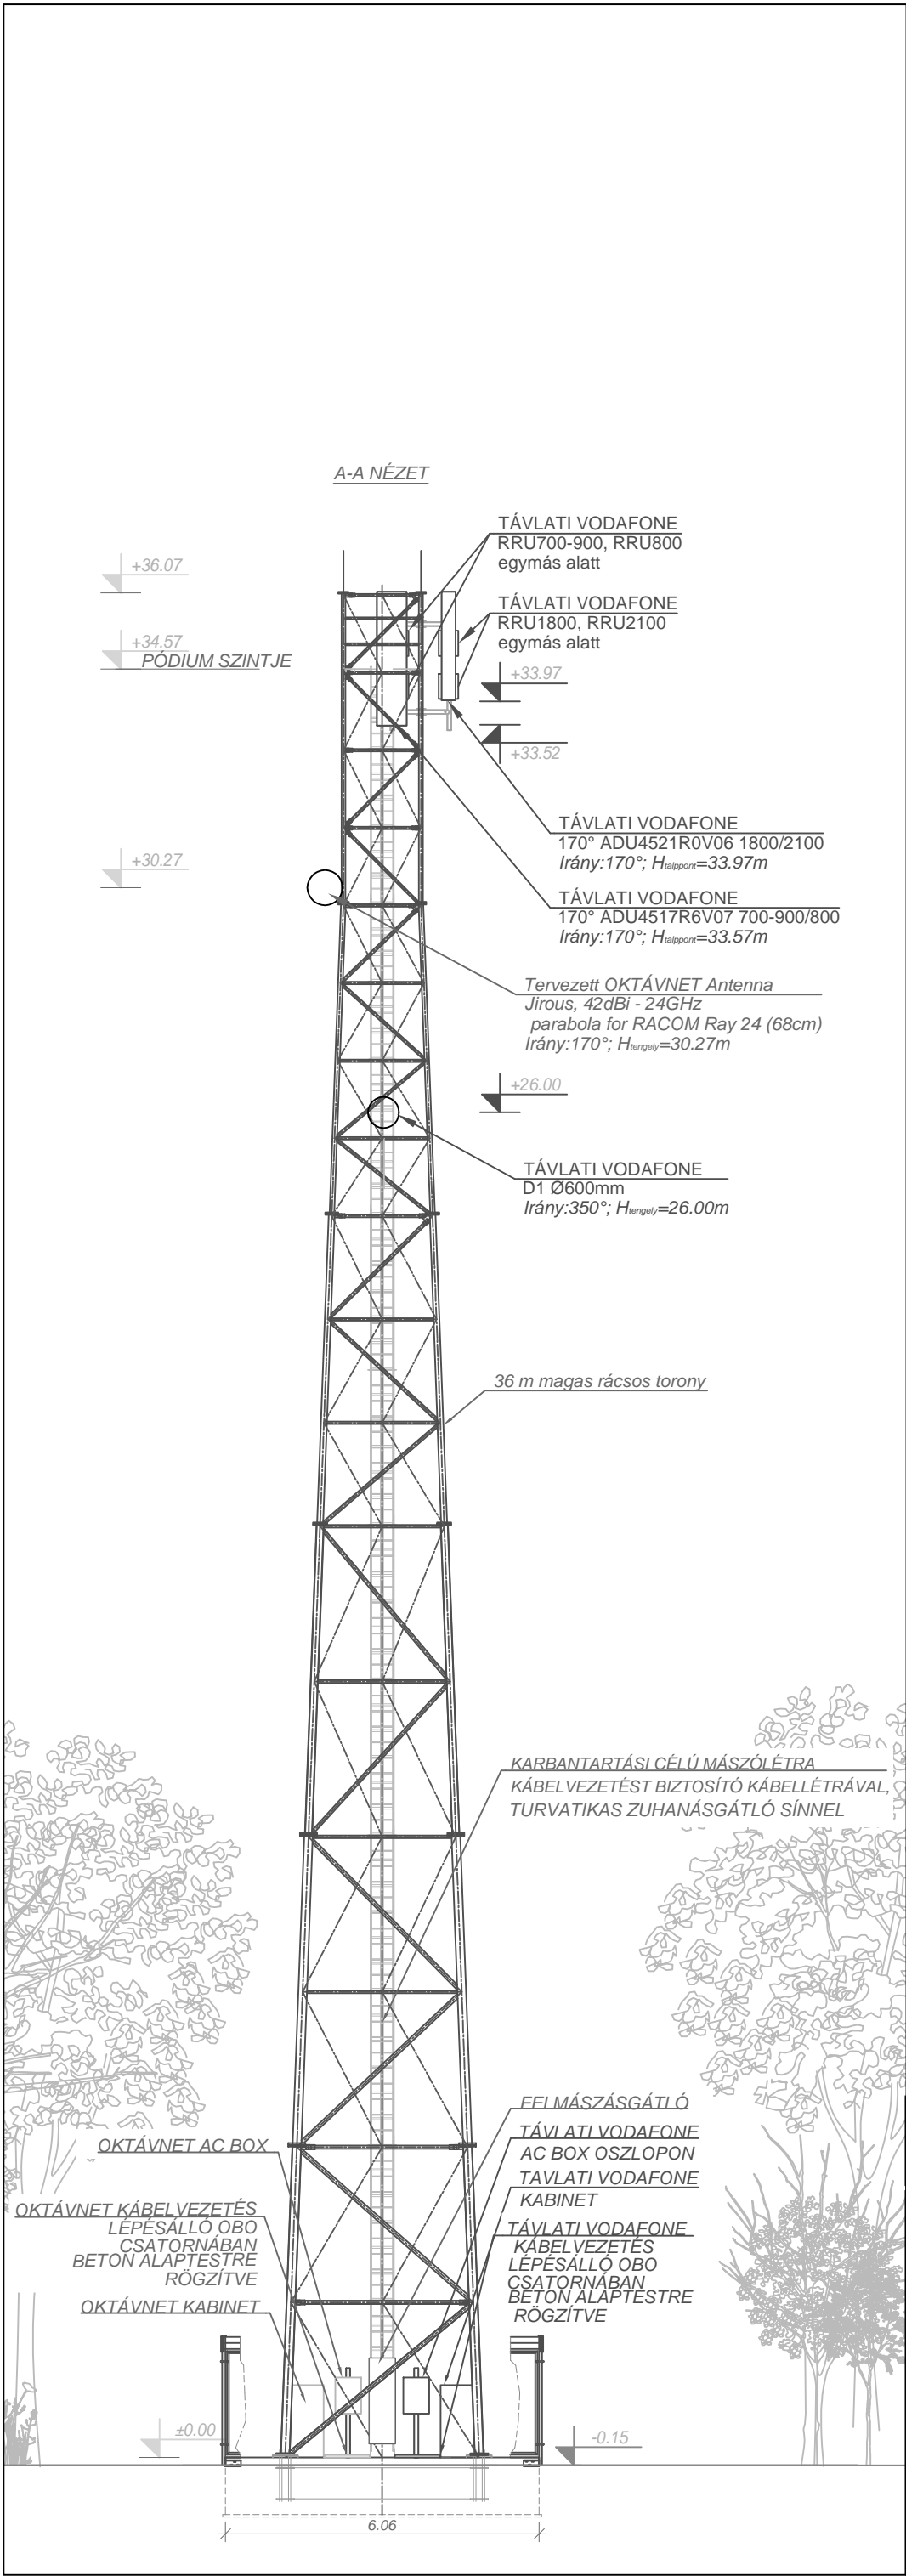 A-A NÉZET
TÁVLATI VODAFONE
RRU700-900, RRU800
egymás alatt
+36.07
TÁVLATI VODAFONE
RRU1800, RRU2100
egymás alatt
+34.57
PÓDIUM SZINTJE
+33.97
+33.52
TÁVLATI VODAFONE
170° ADU4521R0V06 1800/2100
Irány:170°; Htalppont=33.97m
+30.27
TÁVLATI VODAFONE
170° ADU4517R6V07 700-900/800
Irány:170°; Htalppont=33.57m
Tervezett OKTÁVNET Antenna
Jirous, 42dBi - 24GHz
parabola for RACOM Ray 24 (68cm)
Irány:170°; Htengely=30.27m
+26.00
TÁVLATI VODAFONE
D1 Ø600mm
Irány:350°; Htengely=26.00m
36 m magas rácsos torony
KARBANTARTÁSI CÉLÚ MÁSZÓLÉTRA
KÁBELVEZETÉST BIZTOSÍTÓ KÁBELLÉTRÁVAL,
TURVATIKAS ZUHANÁSGÁTLÓ SÍNNEL
FELMÁSZÁSGÁTLÓ
TÁVLATI VODAFONE
AC BOX OSZLOPON
OKTÁVNET AC BOX
TÁVLATI VODAFONE
KABINET
OKTÁVNET KÁBELVEZETÉS
LÉPÉSÁLLÓ OBO
CSATORNÁBAN
BETON ALAPTESTRE
RÖGZÍTVE
TÁVLATI VODAFONE
KÁBELVEZETÉS
LÉPÉSÁLLÓ OBO
CSATORNÁBAN
BETON ALAPTESTRE
RÖGZÍTVE
OKTÁVNET KABINET
±0.00
-0.15
6.06